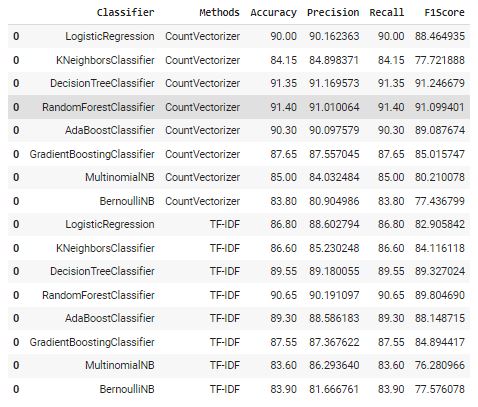 Classifier Methods Accuracy Precision Recall F1Score
0 LogisticRegression CountVectorizer 90.00 90.162363 90.00 88.464935
0 KNeighborsClassifier CountVectorizer 84.15 84.898371 84.15 77.721888
0 DecisionTreeClassifier CountVectorizer 91.35 91.169573 91.35 91.246679
0 RandomForestClassifier CountVectorizer 91.40 91.010064 91.40 91.099401
0 AdaBoostClassifier CountVectorizer 90.30 90.097579 90.30 89.087674
0 GradientBoostingClassifier CountVectorizer 87.65 87.557045 87.65 85.015747
0 MultinomialNB CountVectorizer 85.00 84.032484 85.00 80.210078
0 BernoulliNB CountVectorizer 83.80 80.904986 83.80 77.436799
0 LogisticRegression TF-IDF 86.80 88.602794 86.80 82.905842
0 KNeighborsClassifier TF-IDF 86.60 85.230248 86.60 84.116118
0 DecisionTreeClassifier TF-IDF 89.55 89.180055 89.55 89.327024
0 RandomForestClassifier TF-IDF 90.65 90.191097 90.65 89.804690
0 AdaBoostClassifier TF-IDF 89.30 88.586183 89.30 88.148715
0 GradientBoostingClassifier TF-IDF 87.55 87.367622 87.55 84.894417
0 MultinomialNB TF-IDF 83.60 86.293640 83.60 76.280966
0 BernoulliNB TF-IDF 83.90 81.666761 83.90 77.576078